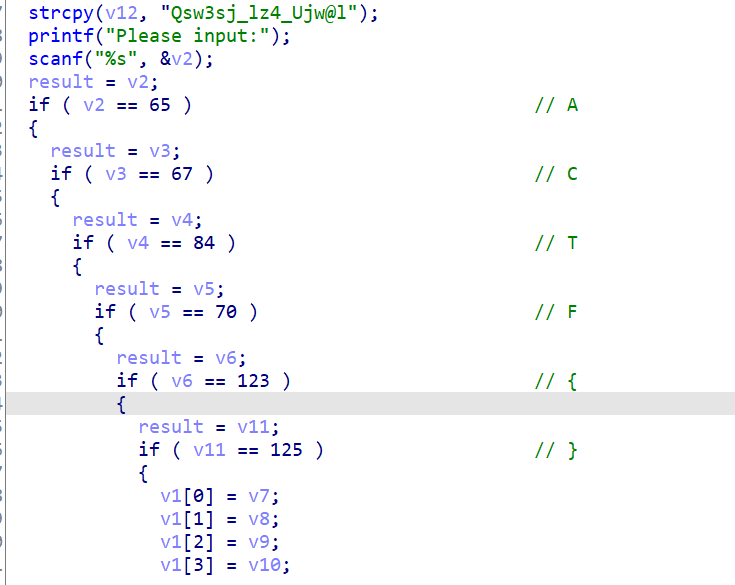 strcpy(v12, "Qsw3sj_lz4_Ujw@l");
printf("Please input:");
scanf("%s", &v2);
result = v2;
if ( v2 == 65 ) // A
{
result = v3;
if ( v3 == 67 ) // C
{
result = v4;
if ( v4 == 84 ) // T
{
result = v5;
if ( v5 == 70 ) // F
{
result = v6;
if ( v6 == 123 ) // {
{
result = v11;
if ( v11 == 125 ) // }
{
v1[0] = v7;
v1[1] = v8;
v1[2] = v9;
v1[3] = v10;